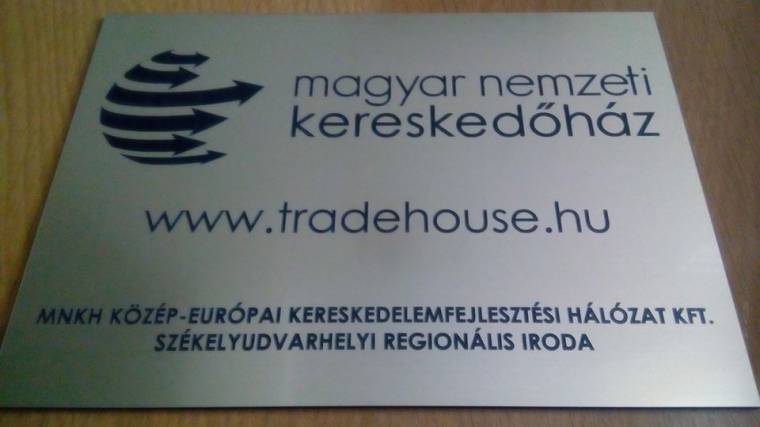 magyar nemzeti
kereskedőház
www.tradehouse.hu
MNKH KÖZÉP-EURÓPAI KERESKEDELEMFEJLESZTÉSI HÁLÓZAT KFT.
SZÉKELYUDVARHELYI REGIONÁLIS IRODA